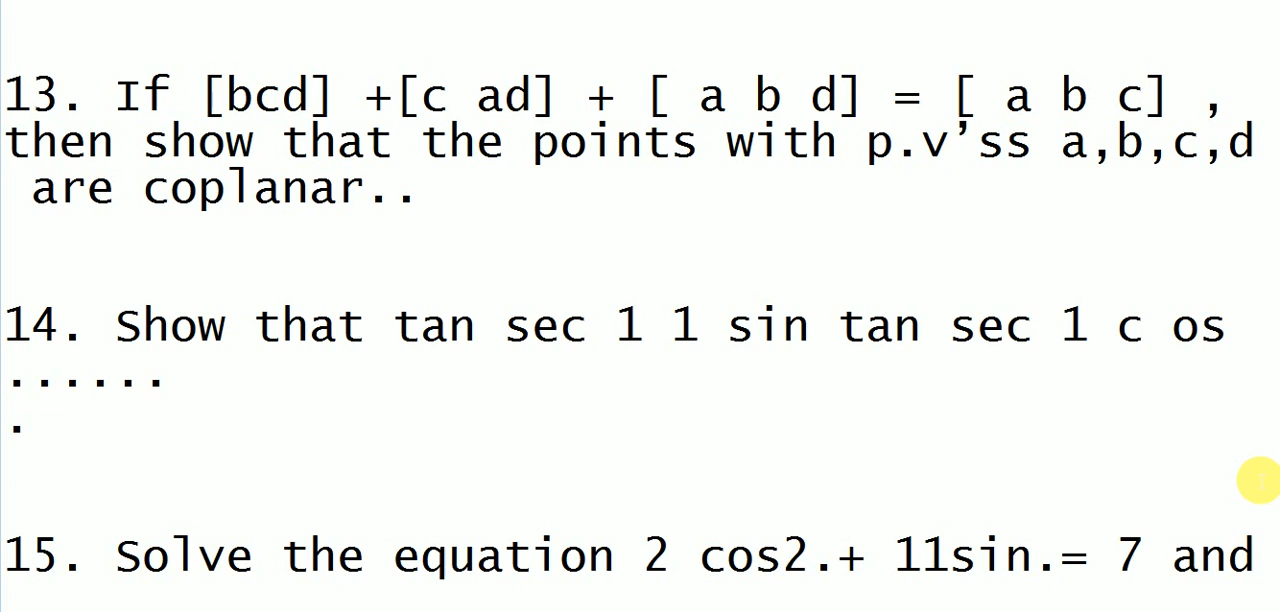 13. If [bcd] +[c ad] + [ a b d] = [ a b c] ,
then show that the points with p.v’ss a,b,c,d
are coplanar..
14. Show that tan sec 1 1 sin tan sec 1 c os
......
.
15. Solve the equation 2 cos2.+ 11sin.= 7 and